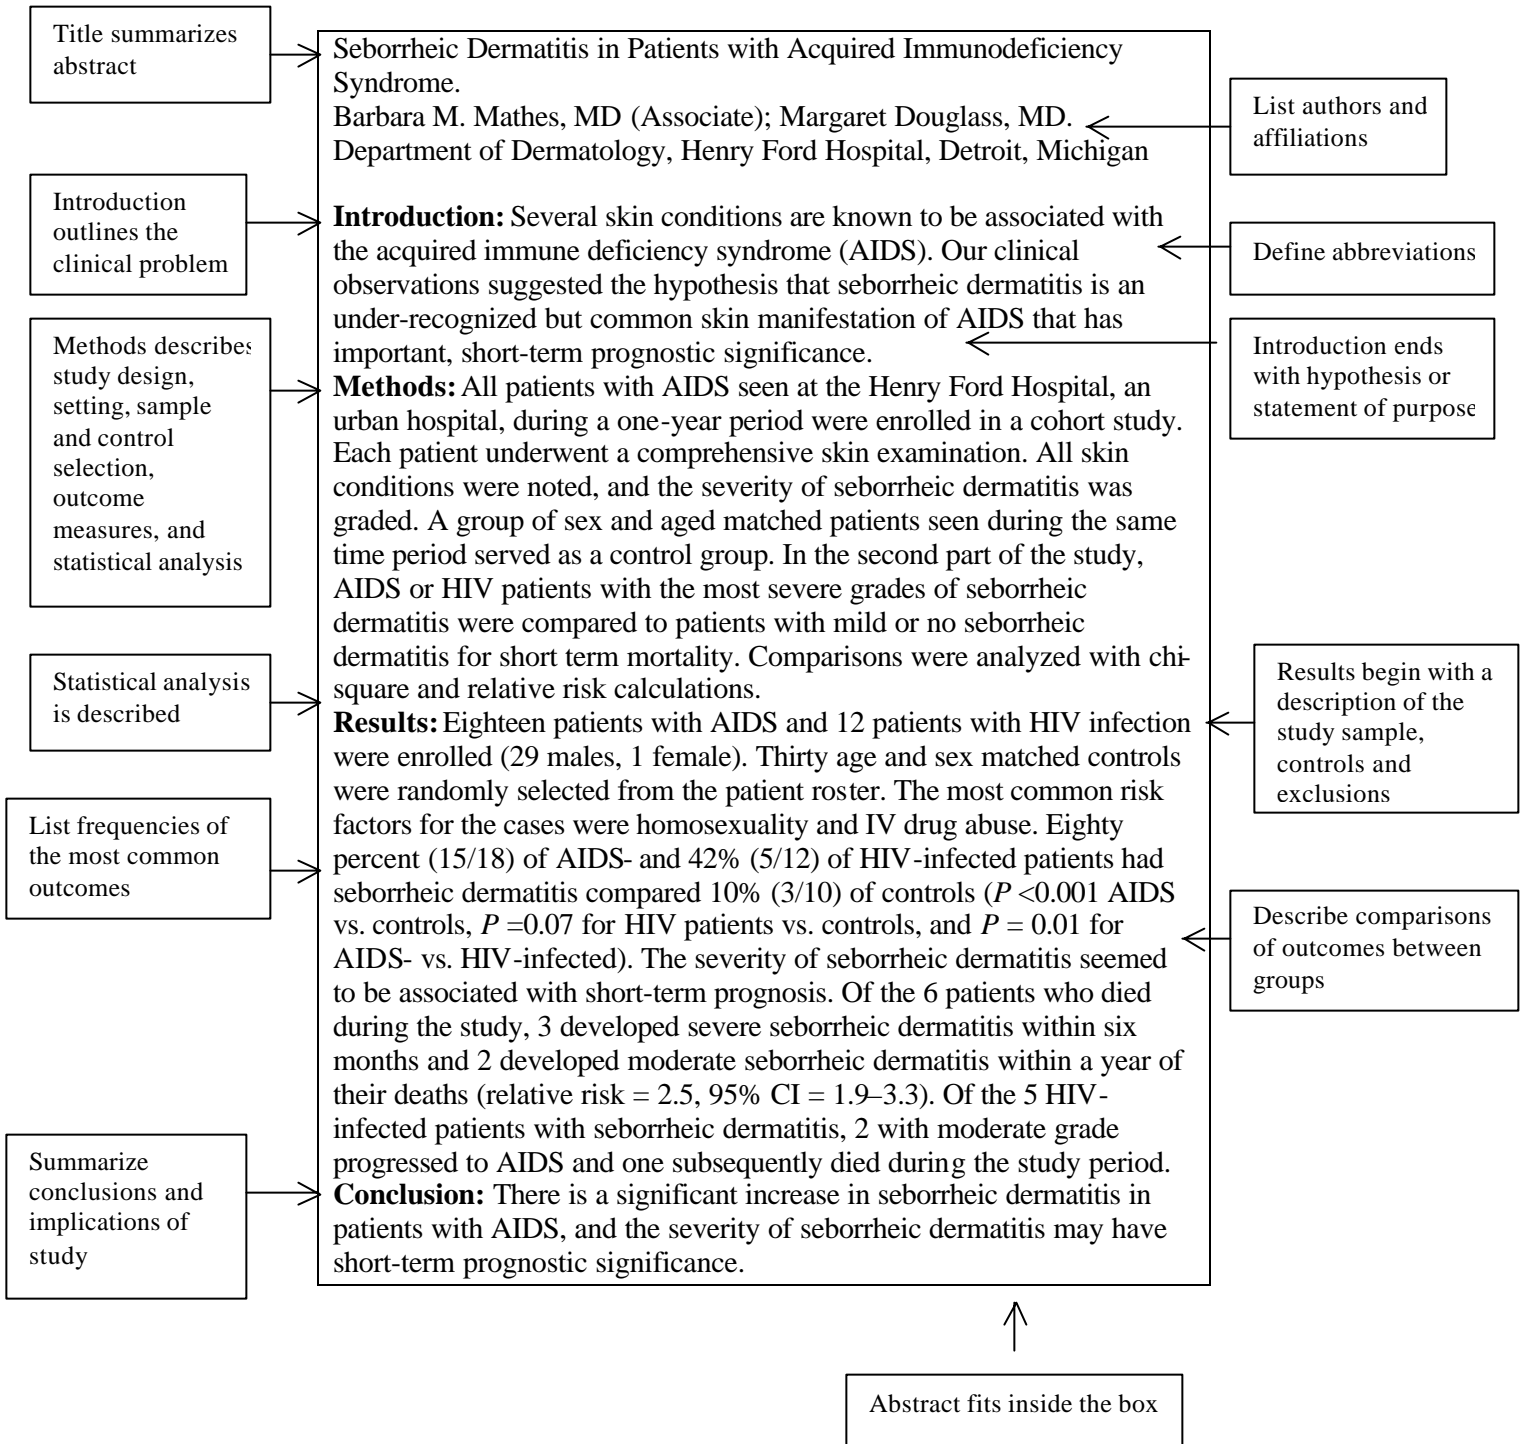 Title summarizes
abstract
Seborrheic Dermatitis in Patients with Acquired Immunodeficiency
Syndrome.
Barbara M. Mathes, MD (Associate); Margaret Douglass, MD.
Department of Dermatology, Henry Ford Hospital, Detroit, Michigan
List authors and
affiliations
Introduction
outlines the
clinical problem
Introduction: Several skin conditions are known to be associated with
the acquired immune deficiency syndrome (AIDS). Our clinical
observations suggested the hypothesis that seborrheic dermatitis is an
under-recognized but common skin manifestation of AIDS that has
important, short-term prognostic significance.
Define abbreviations
Introduction ends
with hypothesis or
statement of purpose
Methods describes
study design,
setting, sample
and control
selection,
outcome
measures, and
statistical analysis
Methods: All patients with AIDS seen at the Henry Ford Hospital, an
urban hospital, during a one-year period were enrolled in a cohort study.
Each patient underwent a comprehensive skin examination. All skin
conditions were noted, and the severity of seborrheic dermatitis was
graded. A group of sex and aged matched patients seen during the same
time period served as a control group. In the second part of the study,
AIDS or HIV patients with the most severe grades of seborrheic
dermatitis were compared to patients with mild or no seborrheic
dermatitis for short term mortality. Comparisons were analyzed with chi-
square and relative risk calculations.
Statistical analysis
is described
Results: Eighteen patients with AIDS and 12 patients with HIV infection
were enrolled (29 males, 1 female). Thirty age and sex matched controls
were randomly selected from the patient roster. The most common risk
factors for the cases were homosexuality and IV drug abuse. Eighty
percent (15/18) of AIDS- and 42% (5/12) of HIV-infected patients had
seborrheic dermatitis compared 10% (3/10) of controls (P <0.001 AIDS
vs. controls, P =0.07 for HIV patients vs. controls, and P = 0.01 for
AIDS- vs. HIV-infected). The severity of seborrheic dermatitis seemed
to be associated with short-term prognosis. Of the 6 patients who died
during the study, 3 developed severe seborrheic dermatitis within six
months and 2 developed moderate seborrheic dermatitis within a year of
their deaths (relative risk = 2.5, 95% CI = 1.9–3.3). Of the 5 HIV-
infected patients with seborrheic dermatitis, 2 with moderate grade
progressed to AIDS and one subsequently died during the study period.
Results begin with a
description of the
study sample,
controls and
exclusions
List frequencies of
the most common
outcomes
Describe comparisons
of outcomes between
groups
Summarize
conclusions and
implications of
study
Conclusion: There is a significant increase in seborrheic dermatitis in
patients with AIDS, and the severity of seborrheic dermatitis may have
short-term prognostic significance.
Abstract fits inside the box